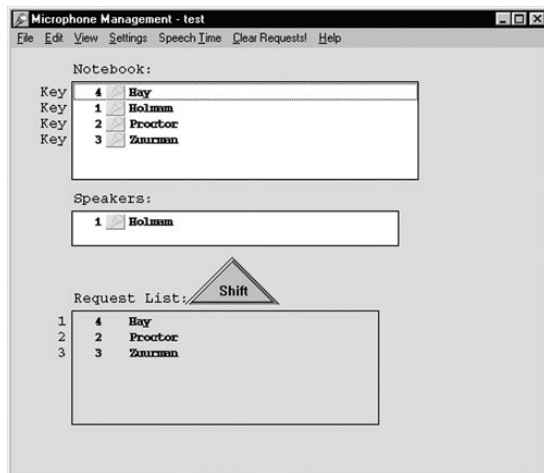 Microphone Management - test
File Edit View Settings Speech Time Clear Requests! Help
Notebook:
Key 4 Hay
Key 1 Holmam
Key 2 Proctor
Key 3 Zuurman
Speakers:
1 Holmam
Shift
Request List:
1 4 Hay
2 2 Proctor
3 3 Zuurman